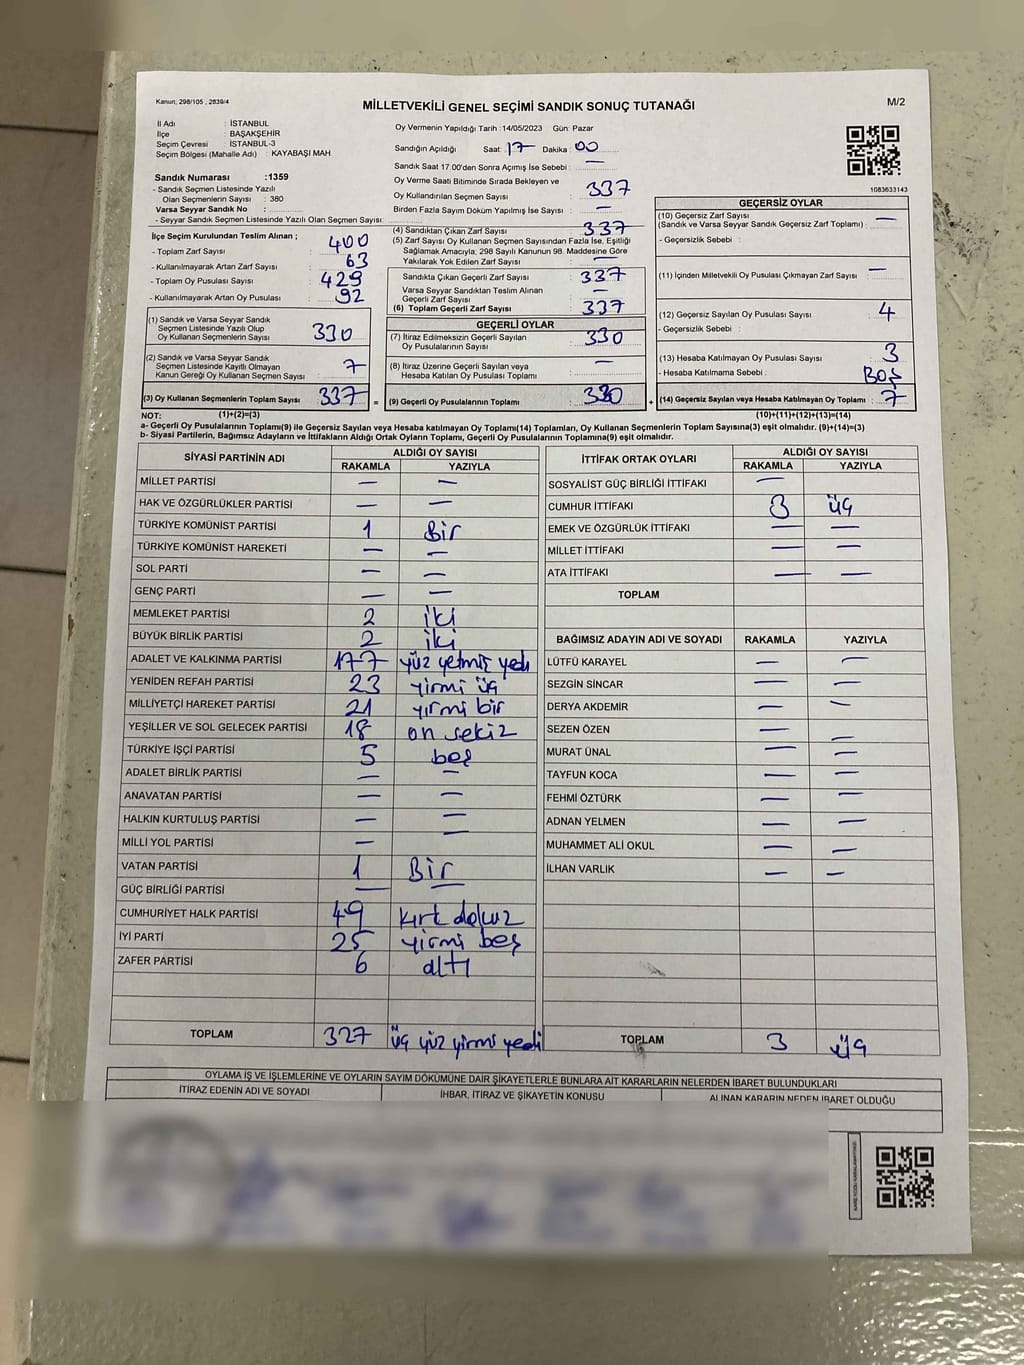 Kanun; 298/105 , 2839/4
MİLLETVEKİLİ GENEL SEÇİMİ SANDIK SONUÇ TUTANAĞI
M/2
İl Adı : İSTANBUL
İlçe : BAŞAKŞEHİR
Seçim Çevresi : İSTANBUL-3
Seçim Bölgesi (Mahalle Adı) : KAYABAŞI MAH
Sandık Numarası :1359
- Sandık Seçmen Listesinde Yazılı
Olan Seçmenlerin Sayısı : 380
Varsa Seyyar Sandık No :
- Seyyar Sandık Seçmen Listesinde Yazılı Olan Seçmen Sayısı:
İlçe Seçim Kurulundan Teslim Alınan ;
- Toplam Zarf Sayısı : 400
- Kullanılmayarak Artan Zarf Sayısı : 63
- Toplam Oy Pusulası Sayısı : 429
- Kullanılmayarak Artan Oy Pusulası : 92
(1) Sandık ve Varsa Seyyar Sandık
Seçmen Listesinde Yazılı Olup
Oy Kullanan Seçmenlerin Sayısı : 330
(2) Sandık ve Varsa Seyyar Sandık
Seçmen Listesinde Kayıtlı Olmayan
Kanun Gereği Oy Kullanan Seçmen Sayısı : 7
(3) Oy Kullanan Seçmenlerin Toplam Sayısı : 337 =
Oy Vermenin Yapıldığı Tarih :14/05/2023 Gün: Pazar
Sandığın Açıldığı Saat: 17 Dakika : 00
Sandık Saat 17:00'den Sonra Açımış İse Sebebi : —
Oy Verme Saati Bitiminde Sırada Bekleyen ve
Oy Kullandırılan Seçmen Sayısı : 337
Birden Fazla Sayım Döküm Yapılmış İse Sayısı : —
(4) Sandıktan Çıkan Zarf Sayısı : 337
(5) Zarf Sayısı Oy Kullanan Seçmen Sayısından Fazla İse, Eşitliği
Sağlamak Amacıyla, 298 Sayılı Kanunun 98. Maddesine Göre
Yakılarak Yok Edilen Zarf Sayısı : —
Sandıkta Çıkan Geçerli Zarf Sayısı : 337
Varsa Seyyar Sandıktan Teslim Alınan
Geçerli Zarf Sayısı : —
(6) Toplam Geçerli Zarf Sayısı : 337
GEÇERLİ OYLAR
(7) İtiraz Edilmeksizin Geçerli Sayılan
Oy Pusulalarının Sayısı : 330
(8) İtiraz Üzerine Geçerli Sayılan veya
Hesaba Katılan Oy Pusulası Toplamı : —
(9) Geçerli Oy Pusulalarının Toplamı : 330 +
1083633143
GEÇERSİZ OYLAR
(10) Geçersiz Zarf Sayısı —
(Sandık ve Varsa Seyyar Sandık Geçersiz Zarf Toplamı) :
- Geçersizlik Sebebi :
(11) İçinden Milletvekili Oy Pusulası Çıkmayan Zarf Sayısı : —
(12) Geçersiz Sayılan Oy Pusulası Sayısı : 4
- Geçersizlik Sebebi :
(13) Hesaba Katılmayan Oy Pusulası Sayısı : 3
- Hesaba Katılmama Sebebi : Boş
(14) Geçersiz Sayılan veya Hesaba Katılmayan Oy Toplamı : 7
NOT: (1)+(2)=(3) (10)+(11)+(12)+(13)=(14)
a- Geçerli Oy Pusulalarının Toplamı(9) ile Geçersiz Sayılan veya Hesaba katılmayan Oy Toplamı(14) Toplamları, Oy Kullanan Seçmenlerin Toplam Sayısına(3) eşit olmalıdır. (9)+(14)=(3)
b- Siyasi Partilerin, Bağımsız Adayların ve İttifakların Aldığı Ortak Oyların Toplamı, Geçerli Oy Pusulalarının Toplamına(9) eşit olmalıdır.
SİYASİ PARTİNİN ADI ALDIĞI OY SAYISI
RAKAMLA YAZIYLA
MİLLET PARTİSİ — —
HAK VE ÖZGÜRLÜKLER PARTİSİ — —
TÜRKİYE KOMÜNİST PARTİSİ 1 Bir
TÜRKİYE KOMÜNİST HAREKETİ — —
SOL PARTİ — —
GENÇ PARTİ — —
MEMLEKET PARTİSİ 2 iki
BÜYÜK BİRLİK PARTİSİ 2 iki
ADALET VE KALKINMA PARTİSİ 177 yüz yetmiş yedi
YENİDEN REFAH PARTİSİ 23 yirmi üç
MİLLİYETÇİ HAREKET PARTİSİ 21 yirmi bir
YEŞİLLER VE SOL GELECEK PARTİSİ 18 on sekiz
TÜRKİYE İŞÇİ PARTİSİ 5 beş
ADALET BİRLİK PARTİSİ — —
ANAVATAN PARTİSİ — —
HALKIN KURTULUŞ PARTİSİ — —
MİLLİ YOL PARTİSİ — —
VATAN PARTİSİ 1 Bir
GÜÇ BİRLİĞİ PARTİSİ — —
CUMHURİYET HALK PARTİSİ 49 kırk dokuz
İYİ PARTİ 25 yirmi beş
ZAFER PARTİSİ 6 altı
TOPLAM 327 üç yüz yirmi yedi
İTTİFAK ORTAK OYLARI ALDIĞI OY SAYISI
RAKAMLA YAZIYLA
SOSYALİST GÜÇ BİRLİĞİ İTTİFAKI —
CUMHUR İTTİFAKI 3 üç
EMEK VE ÖZGÜRLÜK İTTİFAKI — —
MİLLET İTTİFAKI — —
ATA İTTİFAKI — —
TOPLAM
BAĞIMSIZ ADAYIN ADI VE SOYADI RAKAMLA YAZIYLA
LÜTFÜ KARAYEL — —
SEZGİN SİNCAR — —
DERYA AKDEMİR — —
SEZEN ÖZEN — —
MURAT ÜNAL — —
TAYFUN KOCA — —
FEHMİ ÖZTÜRK — —
ADNAN YELMEN — —
MUHAMMET ALİ OKUL — —
İLHAN VARLIK — —
TOPLAM 3 üç
OYLAMA İŞ VE İŞLEMLERİNE VE OYLARIN SAYIM DÖKÜMÜNE DAİR ŞİKAYETLERLE BUNLARA AİT KARARLARIN NELERDEN İBARET BULUNDUKLARI
İTİRAZ EDENİN ADI VE SOYADI İHBAR, İTİRAZ VE ŞİKAYETİN KONUSU ALINAN KARARIN NEDEN İBARET OLDUĞU